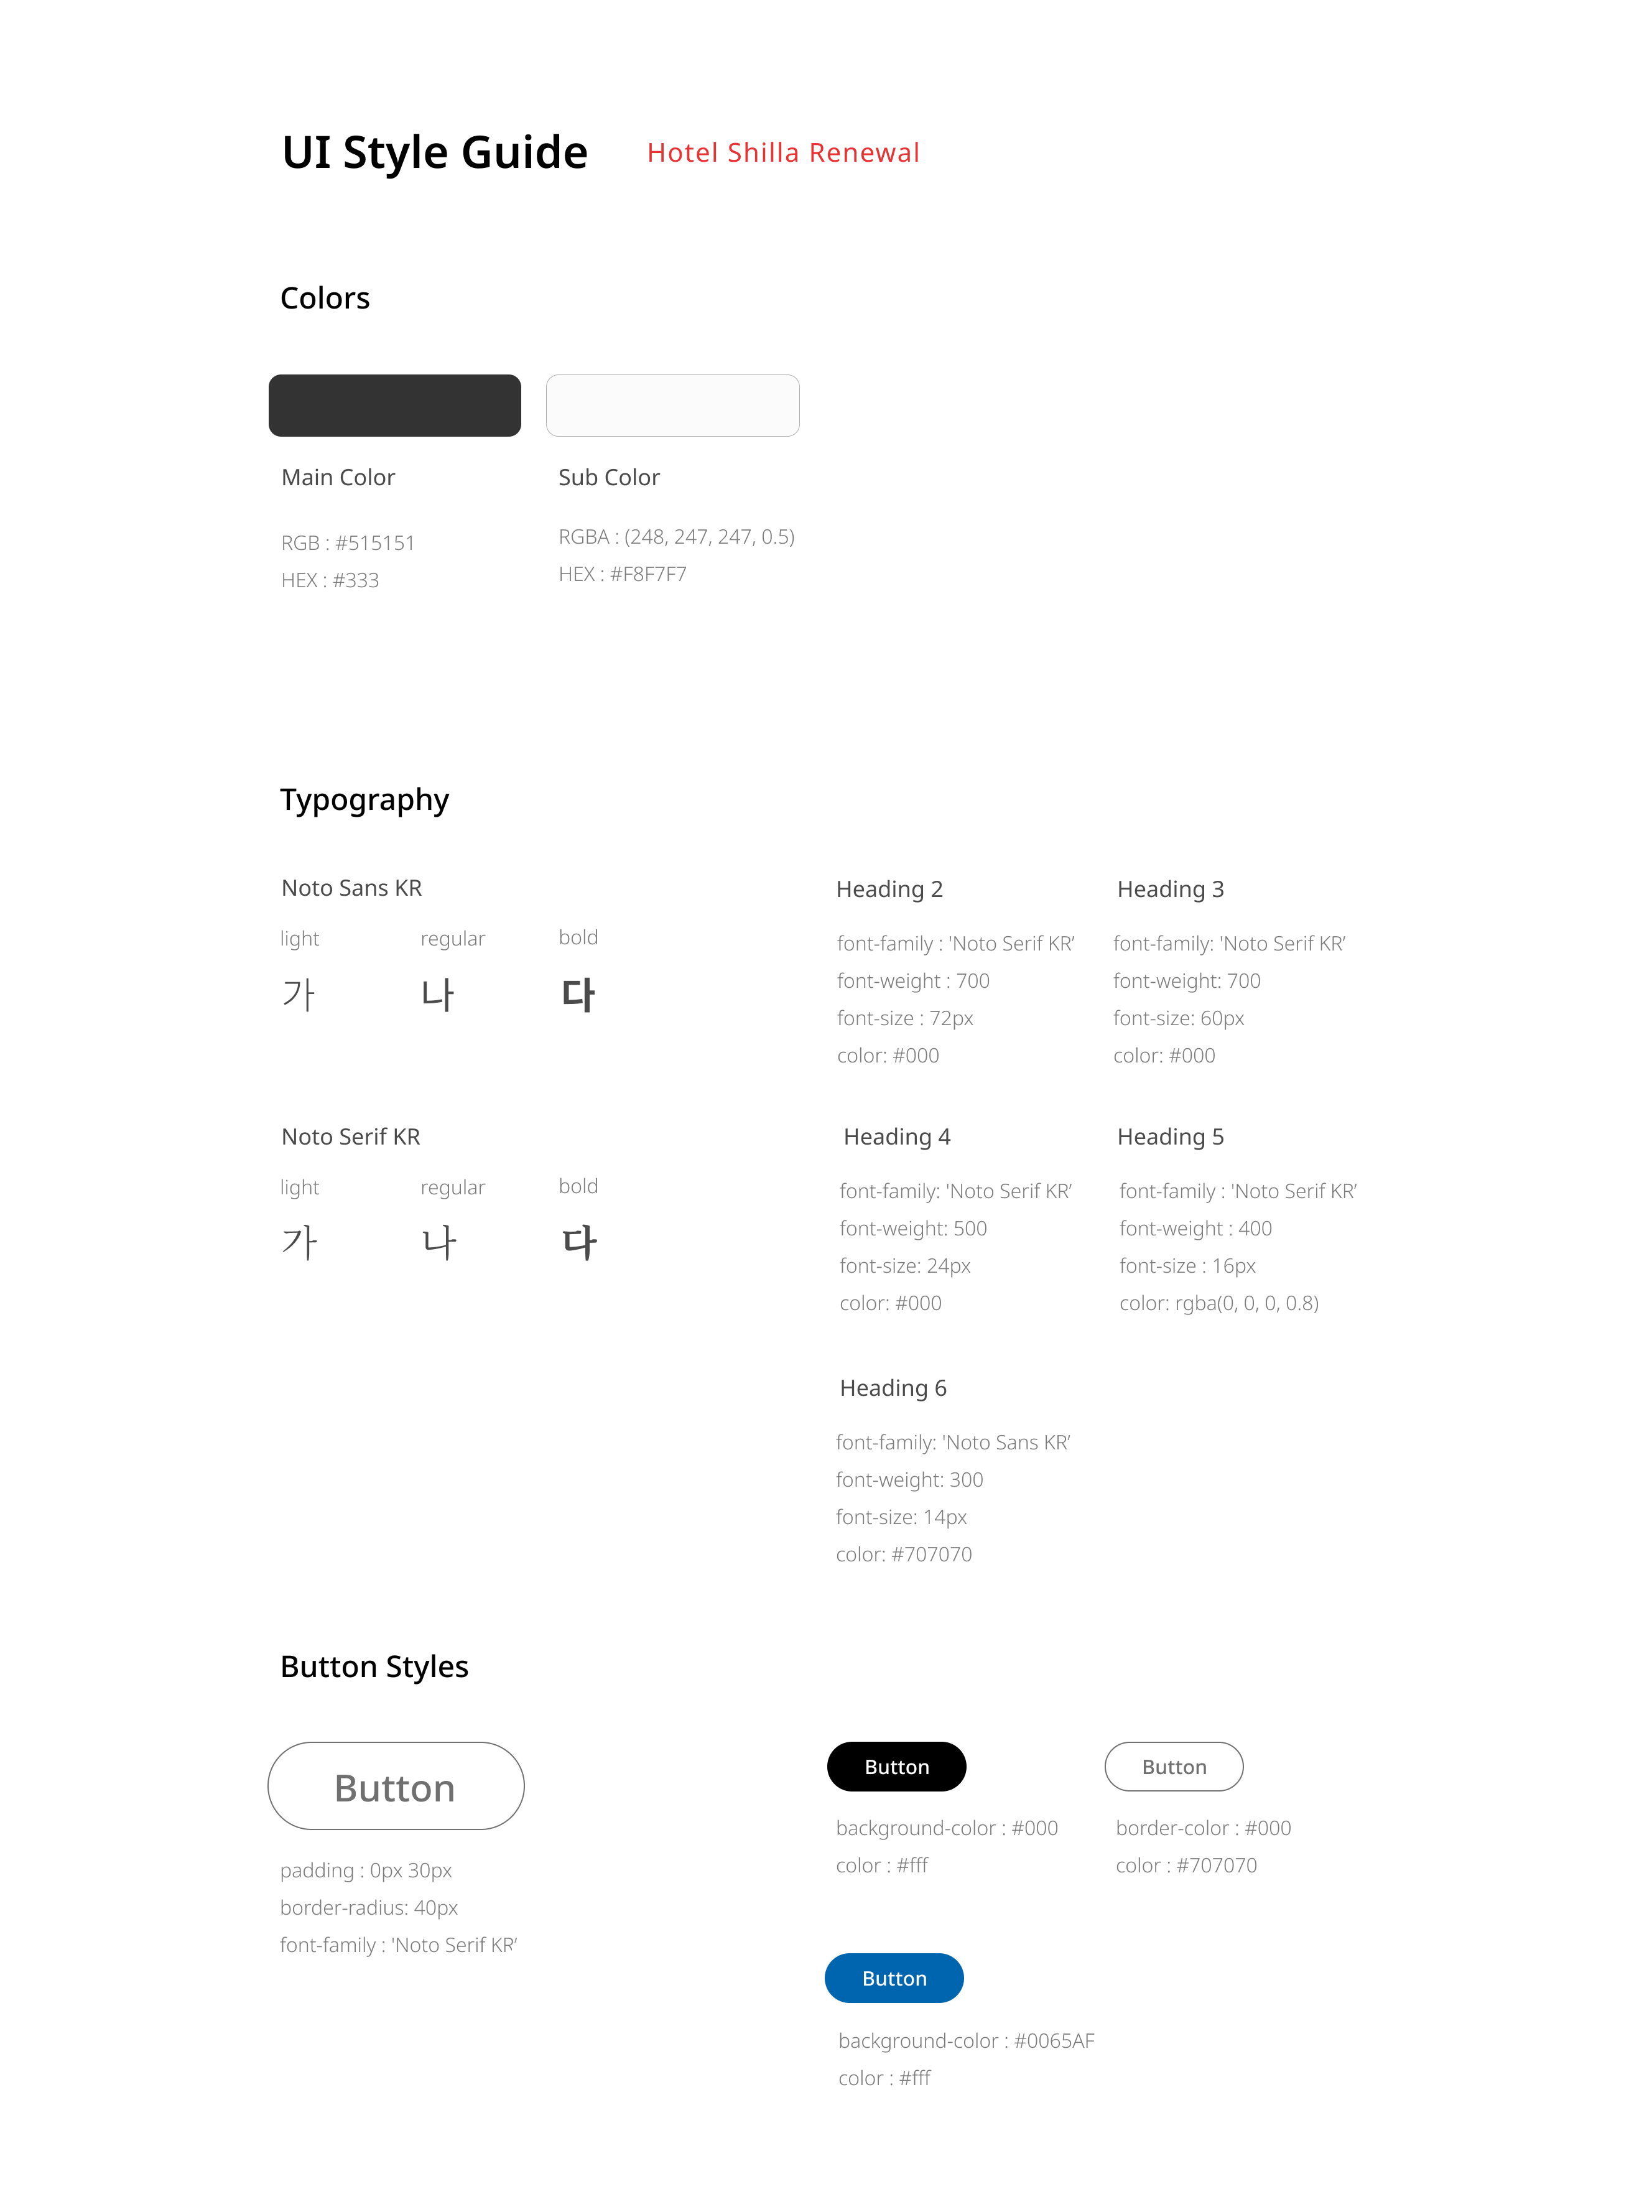 UI Style Guide
Hotel Shilla Renewal
Colors
Main Color
RGB : #515151
HEX : #333
Sub Color
RGBA : (248, 247, 247, 0.5)
HEX : #F8F7F7
Typography
Noto Sans KR
light
regular
bold
가
나
다
Noto Serif KR
light
regular
bold
가
나
다
Heading 2
font-family : 'Noto Serif KR’
font-weight : 700
font-size : 72px
color: #000
Heading 3
font-family: 'Noto Serif KR’
font-weight: 700
font-size: 60px
color: #000
Heading 4
font-family: 'Noto Serif KR’
font-weight: 500
font-size: 24px
color: #000
Heading 5
font-family : 'Noto Serif KR’
font-weight : 400
font-size : 16px
color: rgba(0, 0, 0, 0.8)
Heading 6
font-family: 'Noto Sans KR’
font-weight: 300
font-size: 14px
color: #707070
Button Styles
Button
padding : 0px 30px
border-radius: 40px
font-family : 'Noto Serif KR’
Button
background-color : #000
color : #fff
Button
border-color : #000
color : #707070
Button
background-color : #0065AF
color : #fff